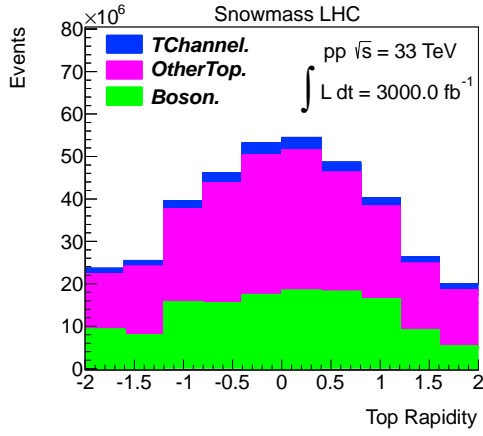 ×10⁶
Snowmass LHC
Events
80
70
60
50
40
30
20
10
0
TChannel.
OtherTop.
Boson.
pp √s = 33 TeV
∫ L dt = 3000.0 fb⁻¹
-2 -1.5 -1 -0.5 0 0.5 1 1.5 2
Top Rapidity